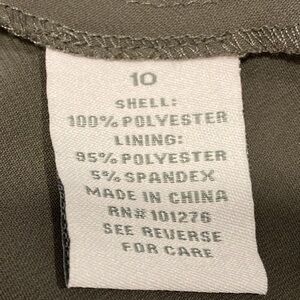 10
SHELL:
100% POLYESTER
LINING:
95% POLYESTER
5% SPANDEX
MADE IN CHINA
RN# 101276
SEE REVERSE
FOR CARE